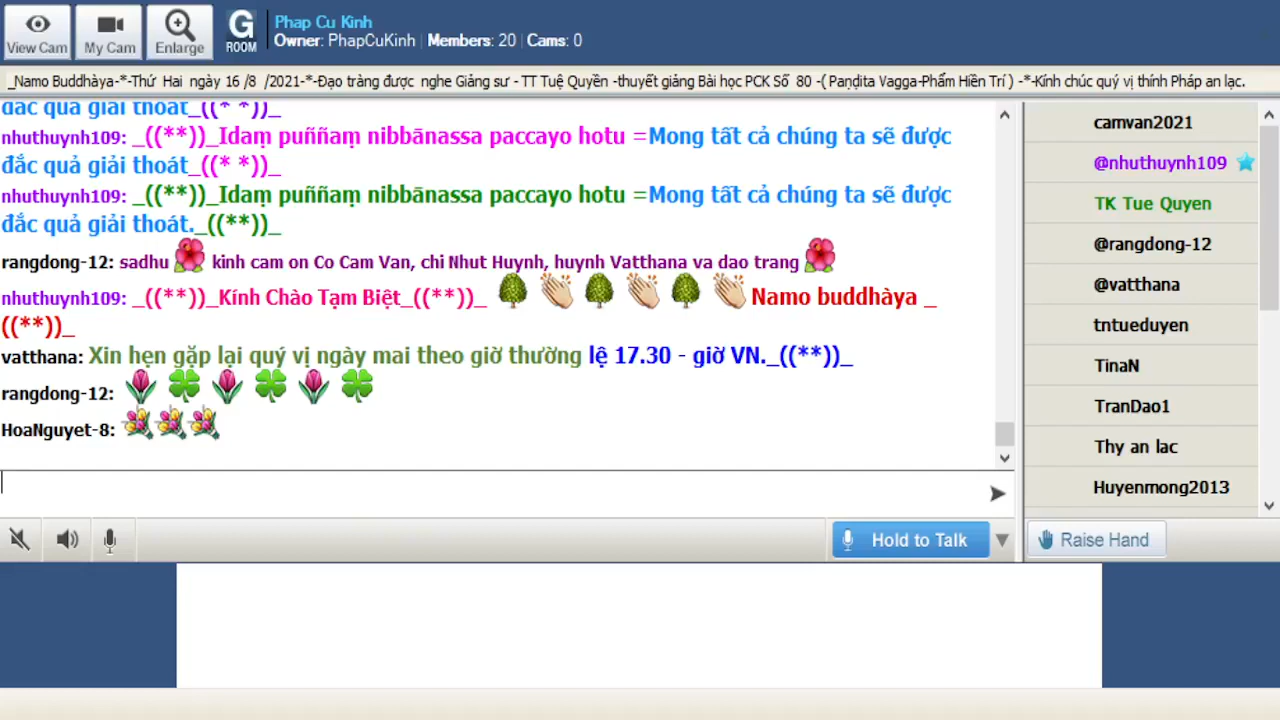 View Cam
My Cam
Enlarge
G
ROOM
Phap Cu Kinh
Owner: PhapCuKinh | Members: 20 | Cams: 0
_Namo Buddhàya-*-Thứ Hai ngày 16 /8 /2021-*-Đạo tràng được nghe Giảng sư - TT Tuệ Quyền -thuyết giảng Bài học PCK Số 80 -( Paṇḍita Vagga-Phẩm Hiền Trí ) -*-Kính chúc quý vị thính Pháp an lạc.
đắc quả giải thoát_((* *))_
nhuthuynh109: _((**))_Idaṃ puññaṃ nibbānassa paccayo hotu =Mong tất cả chúng ta sẽ được
đắc quả giải thoát_((* *))_
nhuthuynh109: _((**))_Idaṃ puññaṃ nibbānassa paccayo hotu =Mong tất cả chúng ta sẽ được
đắc quả giải thoát._((**))_
rangdong-12: sadhu kinh cam on Co Cam Van, chi Nhut Huynh, huynh Vatthana va dao trang
nhuthuynh109: _((**))_Kính Chào Tạm Biệt_((**))_ Namo buddhàya _
((**))_
vatthana: Xin hẹn gặp lại quý vị ngày mai theo giờ thường lệ 17.30 - giờ VN._((**))_
rangdong-12:
HoaNguyet-8:
camvan2021
@nhuthuynh109
TK Tue Quyen
@rangdong-12
@vatthana
tntueduyen
TinaN
TranDao1
Thy an lac
Huyenmong2013
Hold to Talk
Raise Hand